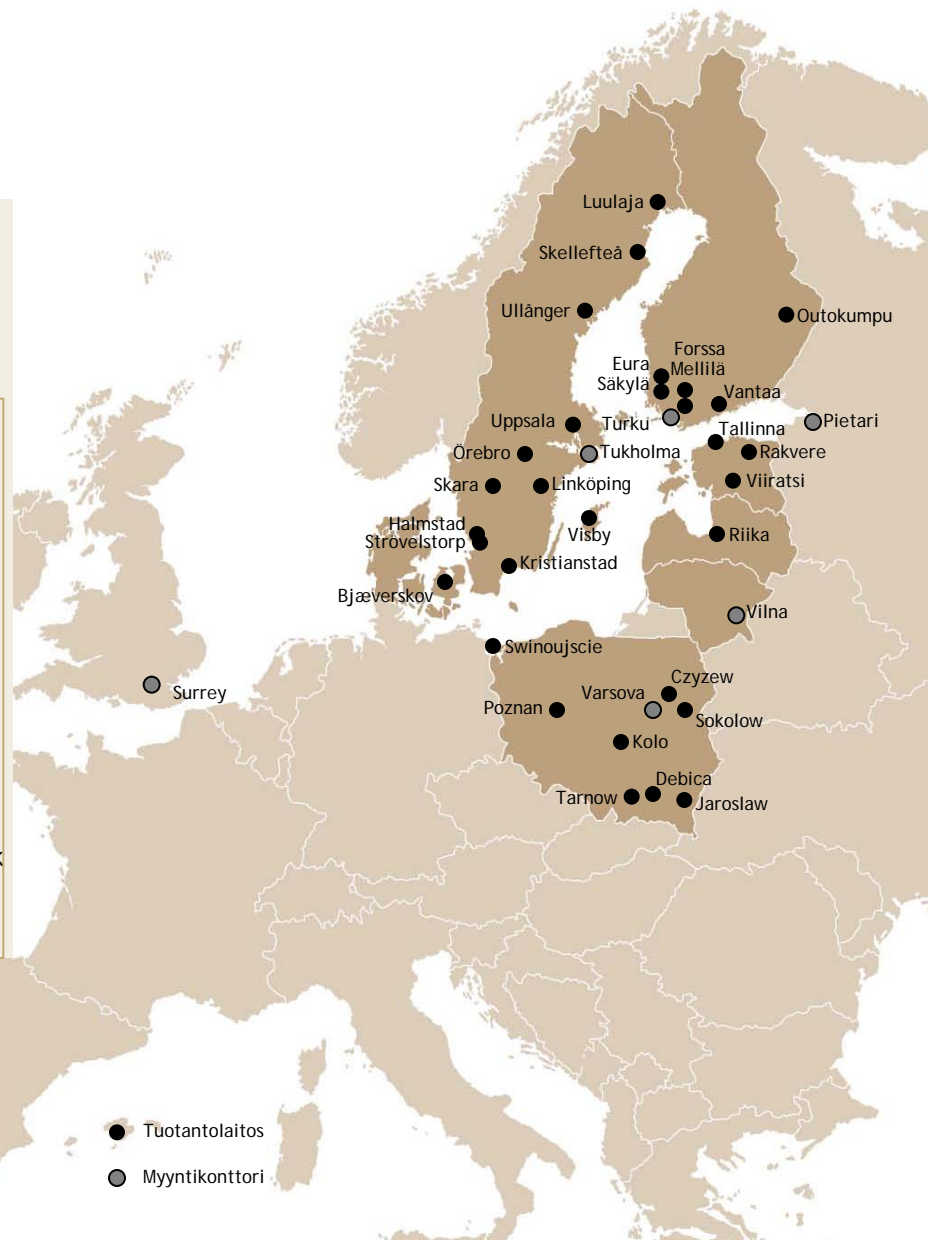 Luulaja
Skellefteå
Ullånger
Outokumpu
Forssa
Eura
Mellilä
Säkylä
Vantaa
Uppsala
Turku
Pietari
Tallinna
Örebro
Tukholma
Rakvere
Skara
Linköping
Viiratsi
Halmstad
Visby
Riika
Strövelstorp
Kristianstad
Bjæverskov
Vilna
Swinoujscie
Czyzew
Surrey
Varsova
Poznan
Sokolow
Kolo
Debica
Tarnow
Jaroslaw
Tuotantolaitos
Myyntikonttori